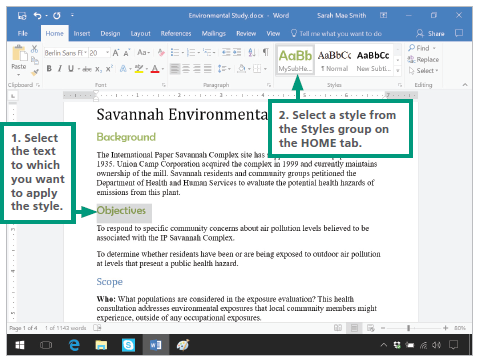 Environmental Study.docx - Word
Sarah Mae Smith
File Home Insert Draw Design Layout References Mailings Review View Tell me what you want to do Share
Berlin Sans FI 20
Paste
Clipboard
Font
Paragraph
AaBb AaBbCc AaBbCc
MySubHe... ¶ Normal New Subti...
Styles
Find
Replace
Select
Editing
Savannah Environmenta
2. Select a style from
the Styles group on
the HOME tab.
Background
1. Select
the text
to which
you want
to apply
the style.
The International Paper Savannah Complex site has
1935. Union Camp Corporation acquired the complex in 1999 and currently maintains
ownership of the mill. Savannah residents and community groups petitioned the
Department of Health and Human Services to evaluate the potential health hazards of
emissions from this plant.
Objectives
To respond to specific community concerns about air pollution levels believed to be
associated with the IP Savannah Complex.
To determine whether residents have been or are being exposed to outdoor air pollution
at levels that present a public health hazard.
Scope
Who: What populations are considered in the exposure evaluation? This health
consultation addresses environmental exposures that local community members might
experience, outside of any occupational exposures.
Page 1 of 4 1 of 1143 words
80%